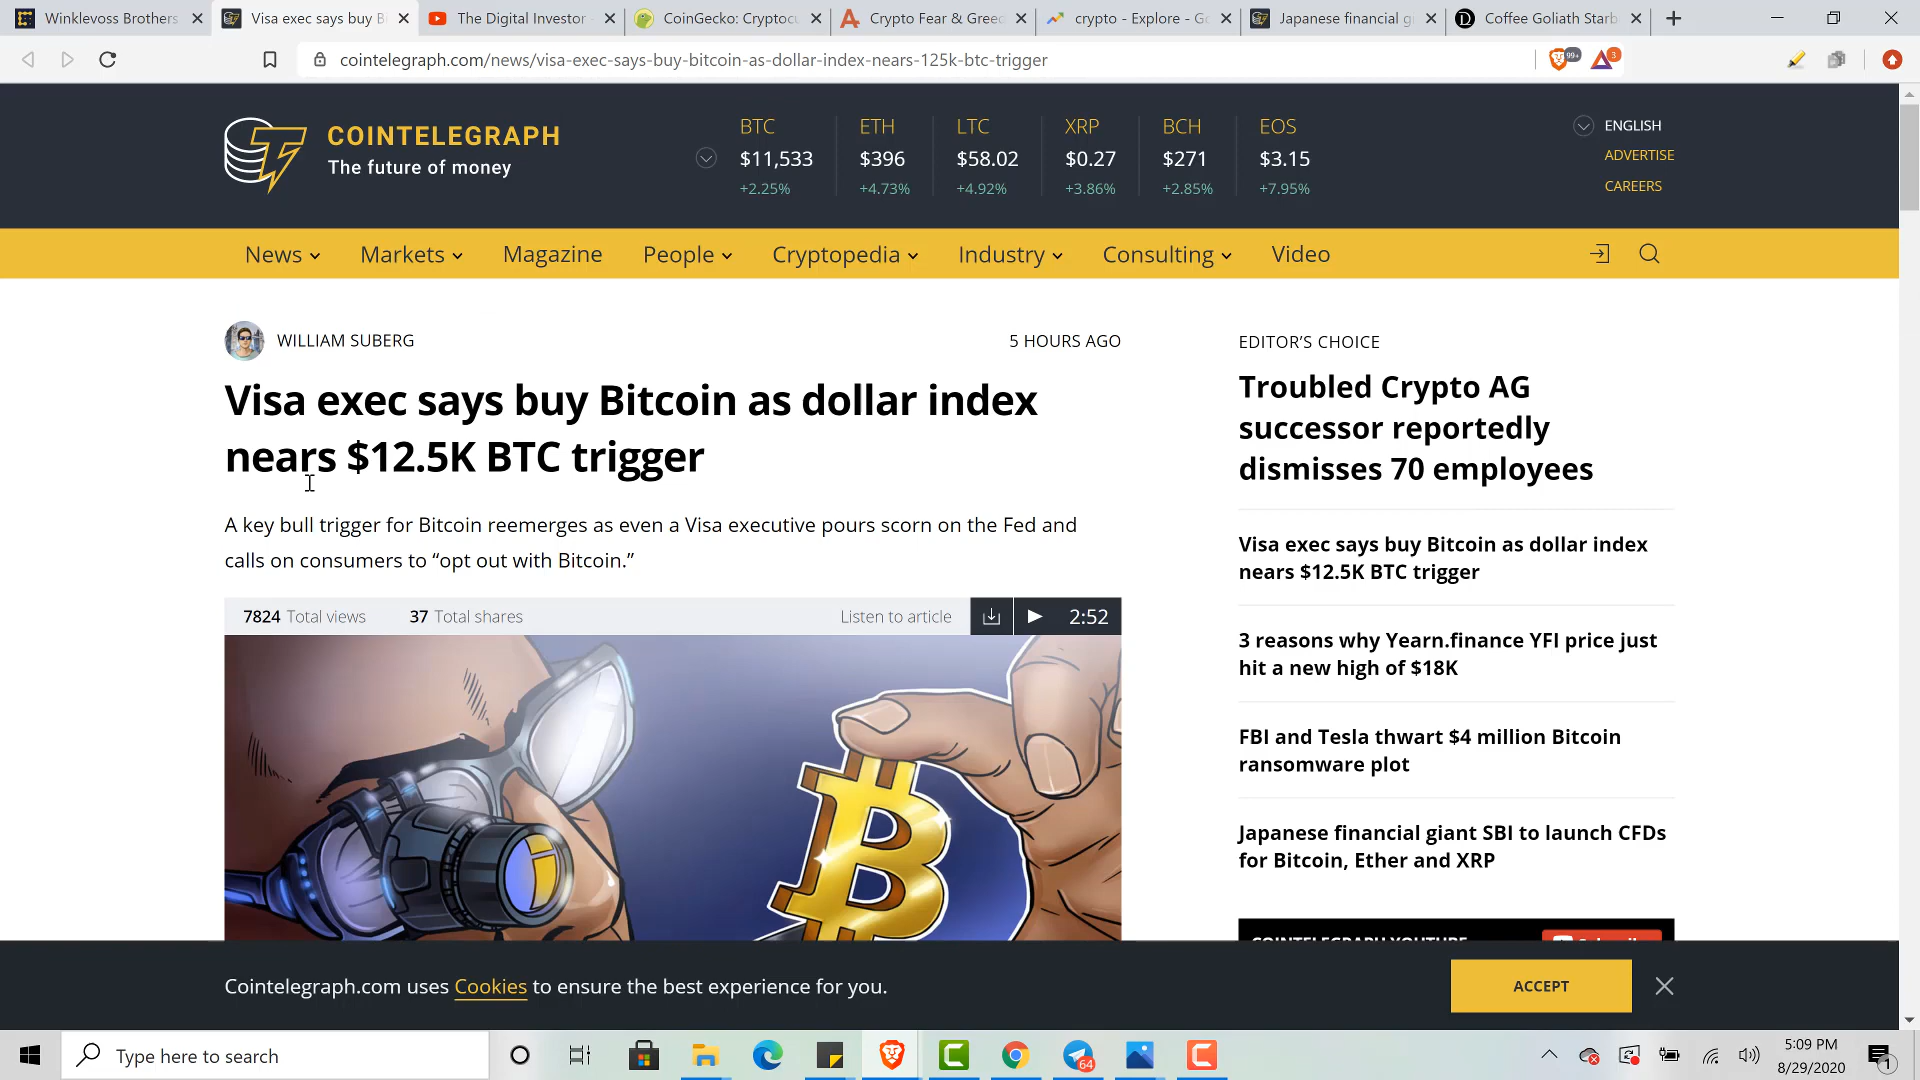 Winklevoss Brothers
Visa exec says buy B
The Digital Investor -
CoinGecko: Cryptocu
Crypto Fear & Gree
crypto - Explore - Go
Japanese financial g
Coffee Goliath Starb
cointelegraph.com/news/visa-exec-says-buy-bitcoin-as-dollar-index-nears-125k-btc-trigger
99+
3
COINTELEGRAPH
The future of money
BTC ETH LTC XRP BCH EOS
$11,533 $396 $58.02 $0.27 $271 $3.15
+2.25% +4.73% +4.92% +3.86% +2.85% +7.95%
ENGLISH
ADVERTISE
CAREERS
News Markets Magazine People Cryptopedia Industry Consulting Video
WILLIAM SUBERG
5 HOURS AGO
Visa exec says buy Bitcoin as dollar index
nears $12.5K BTC trigger
A key bull trigger for Bitcoin reemerges as even a Visa executive pours scorn on the Fed and
calls on consumers to “opt out with Bitcoin.”
7824 Total views 37 Total shares
Listen to article
2:52
EDITOR’S CHOICE
Troubled Crypto AG
successor reportedly
dismisses 70 employees
Visa exec says buy Bitcoin as dollar index
nears $12.5K BTC trigger
3 reasons why Yearn.finance YFI price just
hit a new high of $18K
FBI and Tesla thwart $4 million Bitcoin
ransomware plot
Japanese financial giant SBI to launch CFDs
for Bitcoin, Ether and XRP
COINTELEGRAPH YOUTUBE
Cointelegraph.com uses Cookies to ensure the best experience for you.
ACCEPT
Type here to search
64
5:09 PM
8/29/2020
1